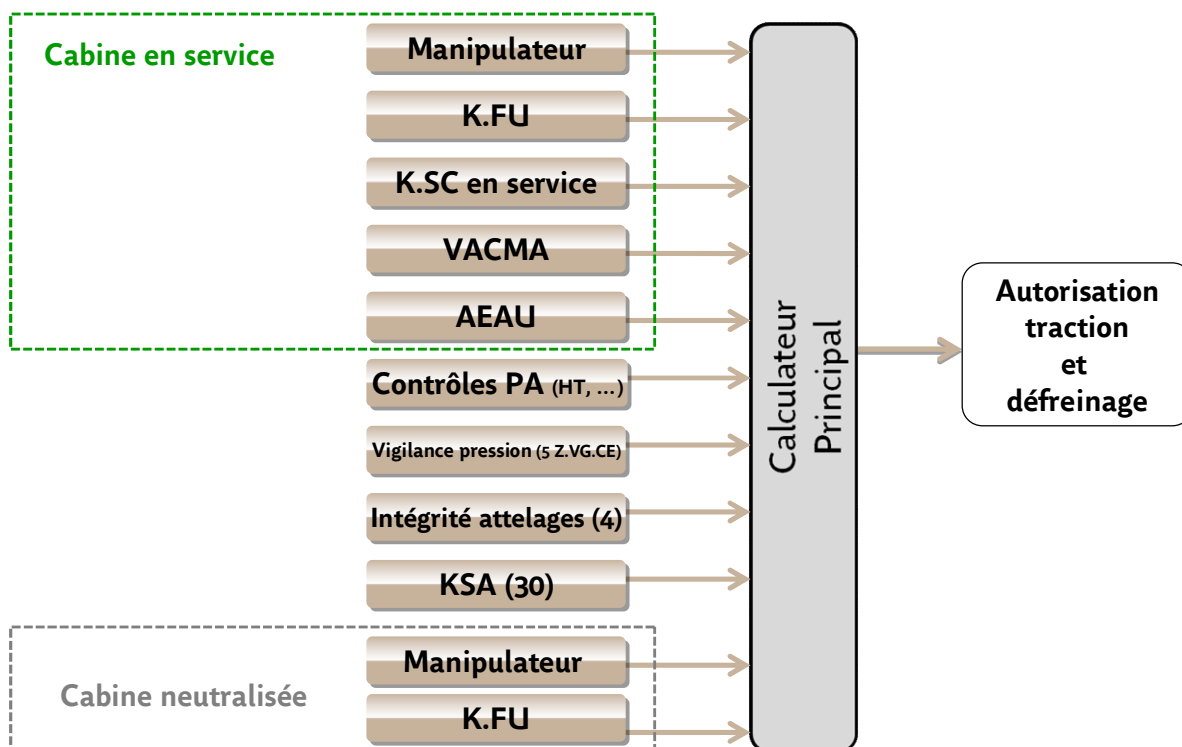 Cabine en service
Manipulateur
K.FU
K.SC en service
VACMA
AEAU
Contrôles PA (HT, ...)
Vigilance pression (5 Z.VG.CE)
Intégrité attelages (4)
KSA (30)
Cabine neutralisée
Manipulateur
K.FU
Calculateur
Principal
Autorisation
traction
et
défreinage